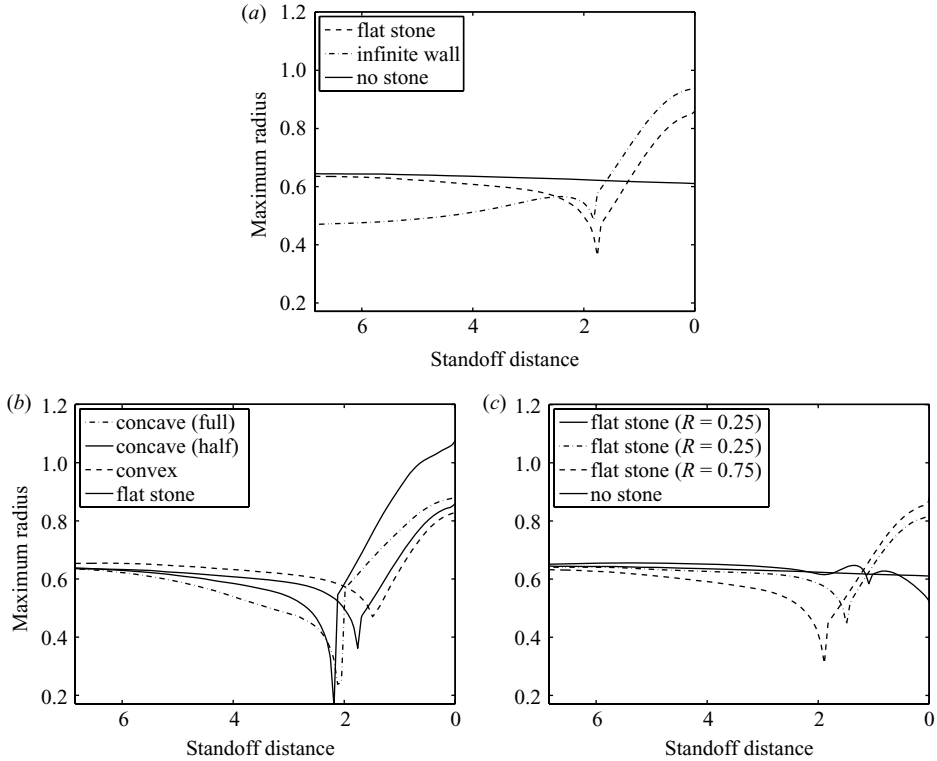 (a)
1.2
1.0
0.8
0.6
0.4
0.2
Maximum radius
flat stone
infinite wall
no stone
6
4
2
0
Standoff distance
(b)
1.2
1.0
0.8
0.6
0.4
0.2
Maximum radius
concave (full)
concave (half)
convex
flat stone
6
4
2
0
Standoff distance
(c)
1.2
1.0
0.8
0.6
0.4
0.2
flat stone (R = 0.25)
flat stone (R = 0.25)
flat stone (R = 0.75)
no stone
6
4
2
0
Standoff distance